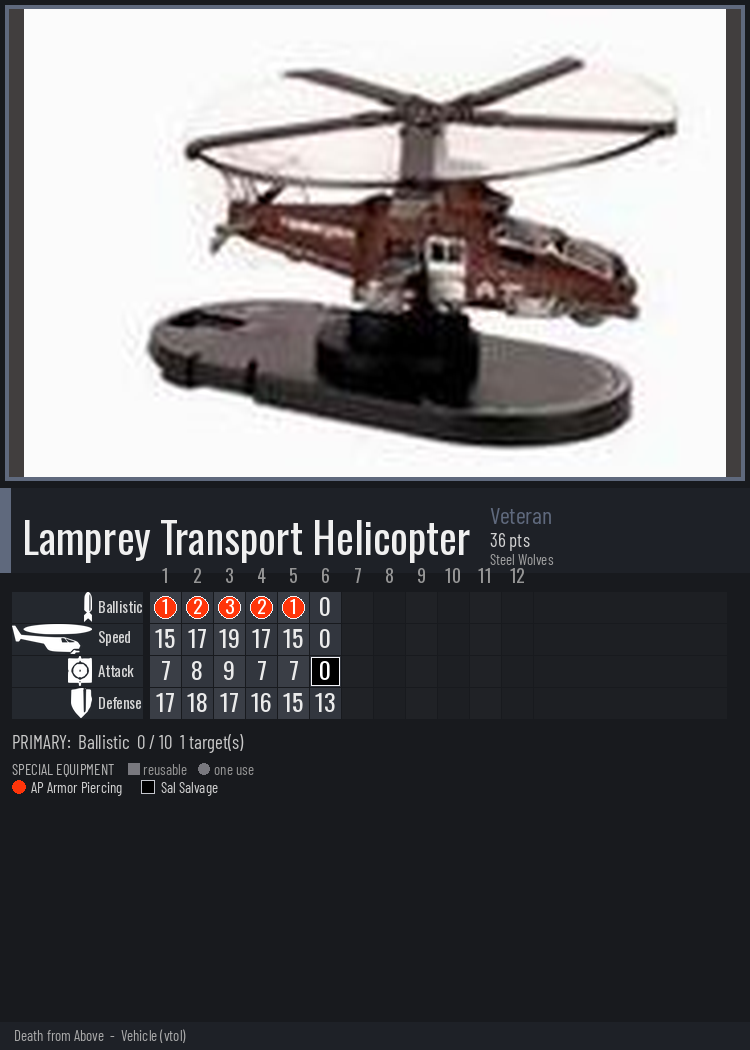 Lamprey Transport Helicopter
Veteran
36 pts
Steel Wolves
1 2 3 4 5 6 7 8 9 10 11 12
Ballistic 1 2 3 2 1 0
Speed 15 17 19 17 15 0
Attack 7 8 9 7 7 0
Defense 17 18 17 16 15 13
PRIMARY: Ballistic 0 / 10 1 target(s)
SPECIAL EQUIPMENT reusable one use
AP Armor Piercing Sal Salvage
Death from Above - Vehicle (vtol)